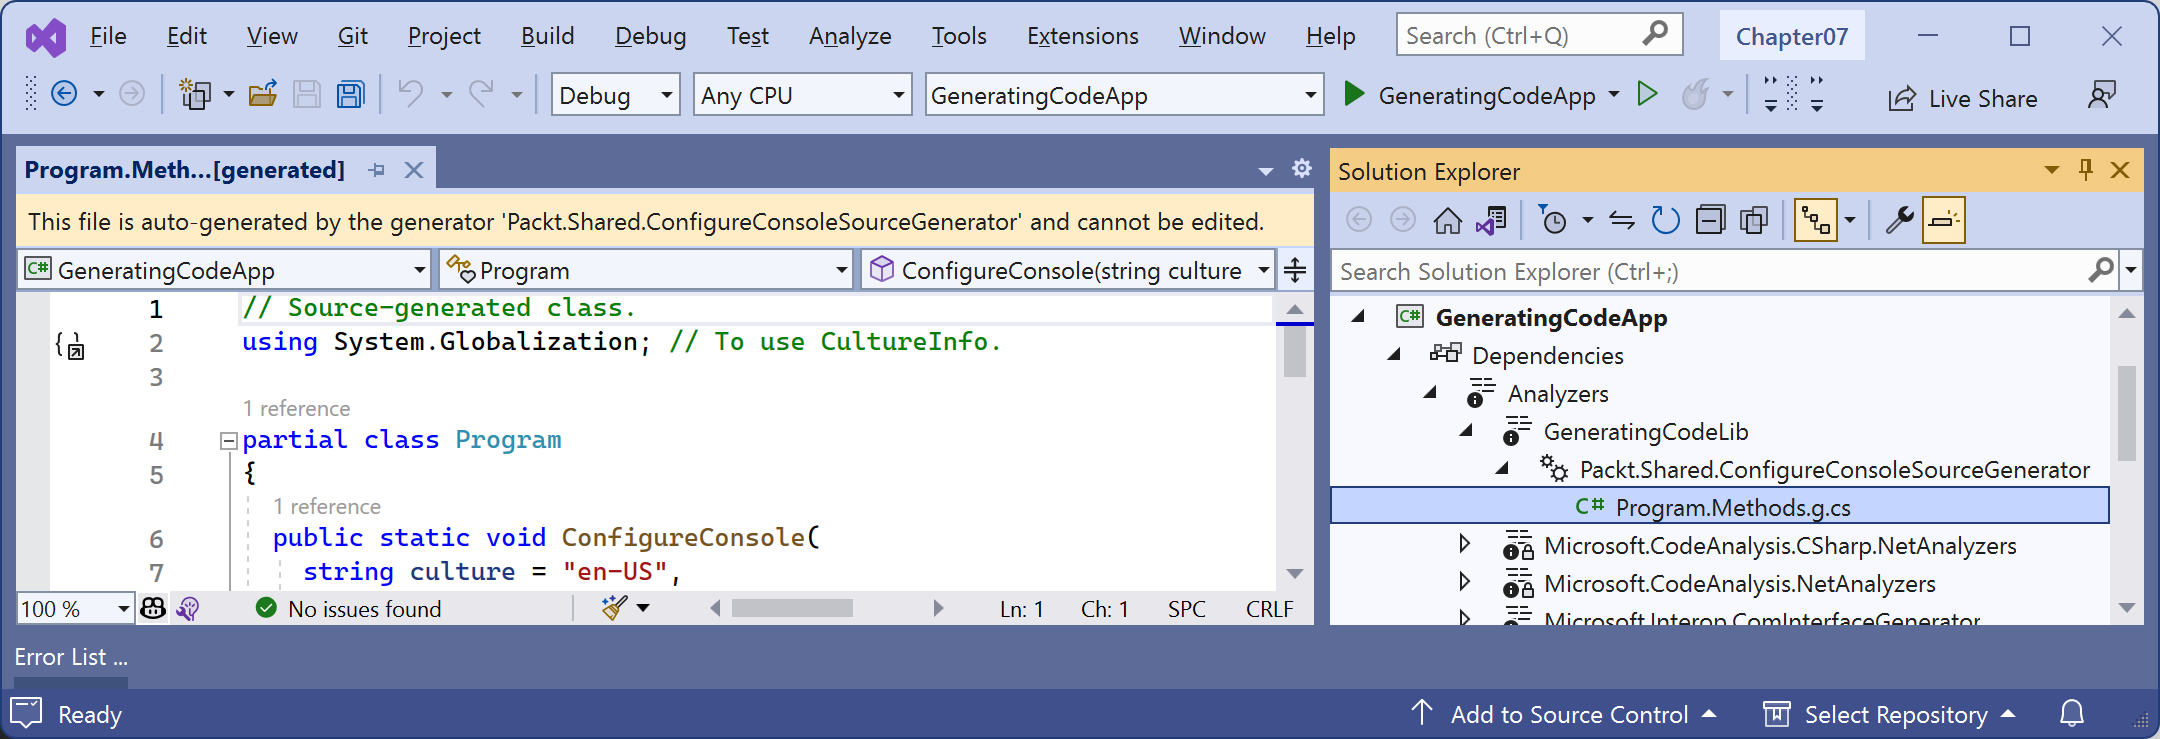 File Edit View Git Project Build Debug Test Analyze Tools Extensions Window Help Search (Ctrl+Q) Chapter07
Debug Any CPU GeneratingCodeApp GeneratingCodeApp Live Share
Program.Meth...[generated]
This file is auto-generated by the generator 'Packt.Shared.ConfigureConsoleSourceGenerator' and cannot be edited.
C# GeneratingCodeApp Program ConfigureConsole(string culture
1 // Source-generated class.
2 using System.Globalization; // To use CultureInfo.
3
1 reference
4 partial class Program
5 {
1 reference
6 public static void ConfigureConsole(
7 string culture = "en-US",
100 % No issues found Ln: 1 Ch: 1 SPC CRLF
Solution Explorer
Search Solution Explorer (Ctrl+;)
C# GeneratingCodeApp
Dependencies
Analyzers
GeneratingCodeLib
Packt.Shared.ConfigureConsoleSourceGenerator
C# Program.Methods.g.cs
Microsoft.CodeAnalysis.CSharp.NetAnalyzers
Microsoft.CodeAnalysis.NetAnalyzers
Microsoft.Interop.ComInterfaceGenerator
Error List ...
Ready Add to Source Control Select Repository